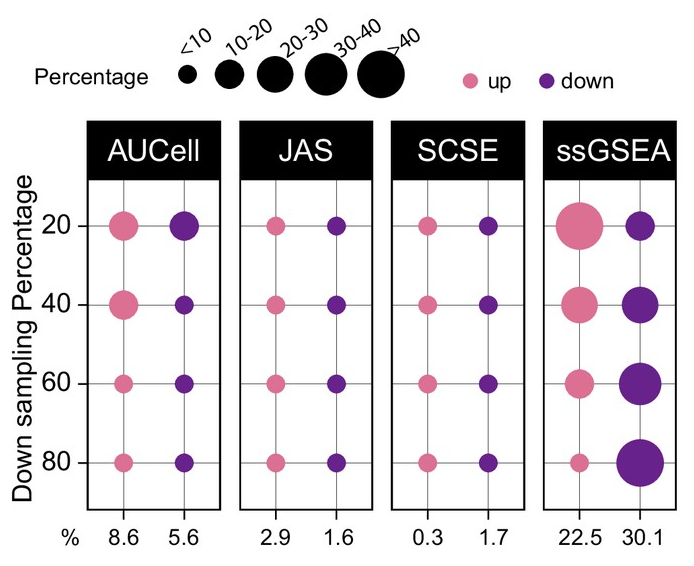 <10 10-20 20-30 30-40 >40
Percentage up down
AUCell JAS SCSE ssGSEA
Down sampling Percentage
20
40
60
80
% 8.6 5.6 2.9 1.6 0.3 1.7 22.5 30.1